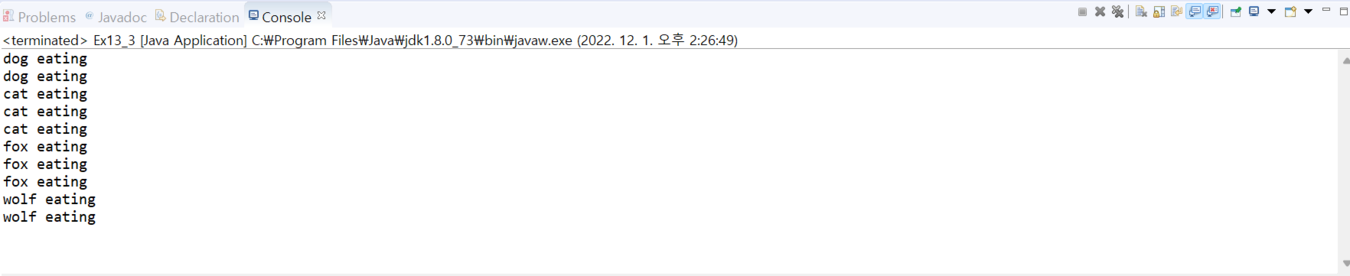 Problems Javadoc Declaration Console
<terminated> Ex13_3 [Java Application] C:₩Program Files₩Java₩jdk1.8.0_73₩bin₩javaw.exe (2022. 12. 1. 오후 2:26:49)
dog eating
dog eating
cat eating
cat eating
cat eating
fox eating
fox eating
fox eating
wolf eating
wolf eating